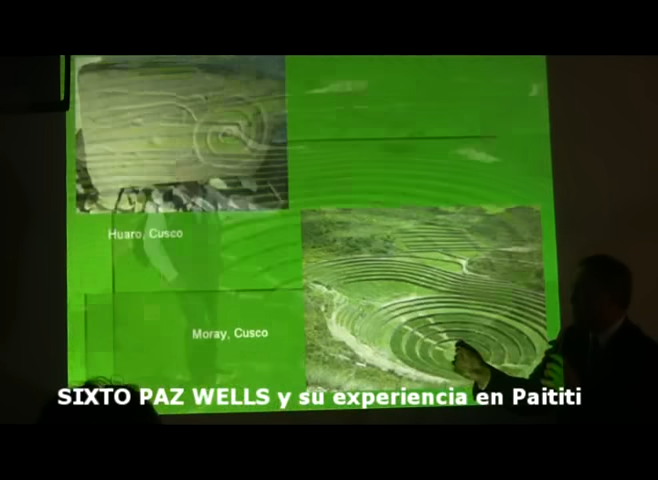 Huaro, Cusco
Moray, Cusco
SIXTO PAZ WELLS y su experiencia en Paititi